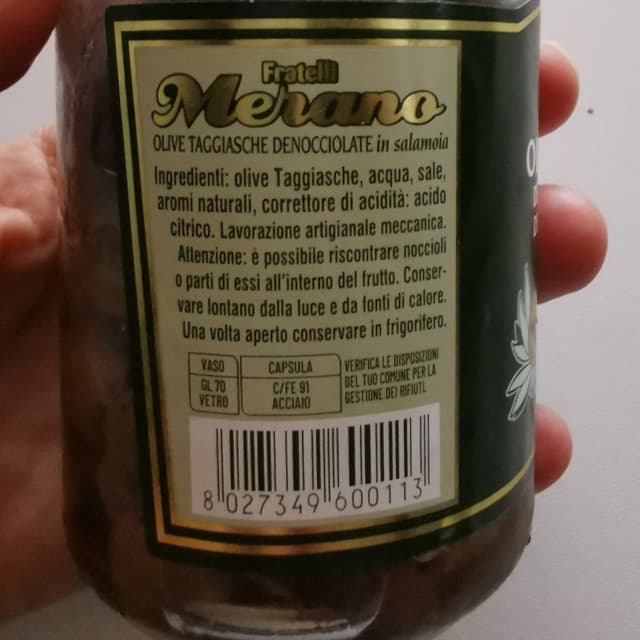 Fratelli
Merano
OLIVE TAGGIASCHE DENOCCIOLATE in salamoia
Ingredienti: olive Taggiasche, acqua, sale,
aromi naturali, correttore di acidità: acido
citrico. Lavorazione artigianale meccanica.
Attenzione: è possibile riscontrare noccioli
o parti di essi all'interno del frutto. Conser-
vare lontano dalla luce e da fonti di calore.
Una volta aperto conservare in frigorifero.
VASO CAPSULA
GL 70 C/FE 91
VETRO ACCIAIO
VERIFICA LE DISPOSIZIONI
DEL TUO COMUNE PER LA
GESTIONE DEI RIFIUTI.
8 027349 600113